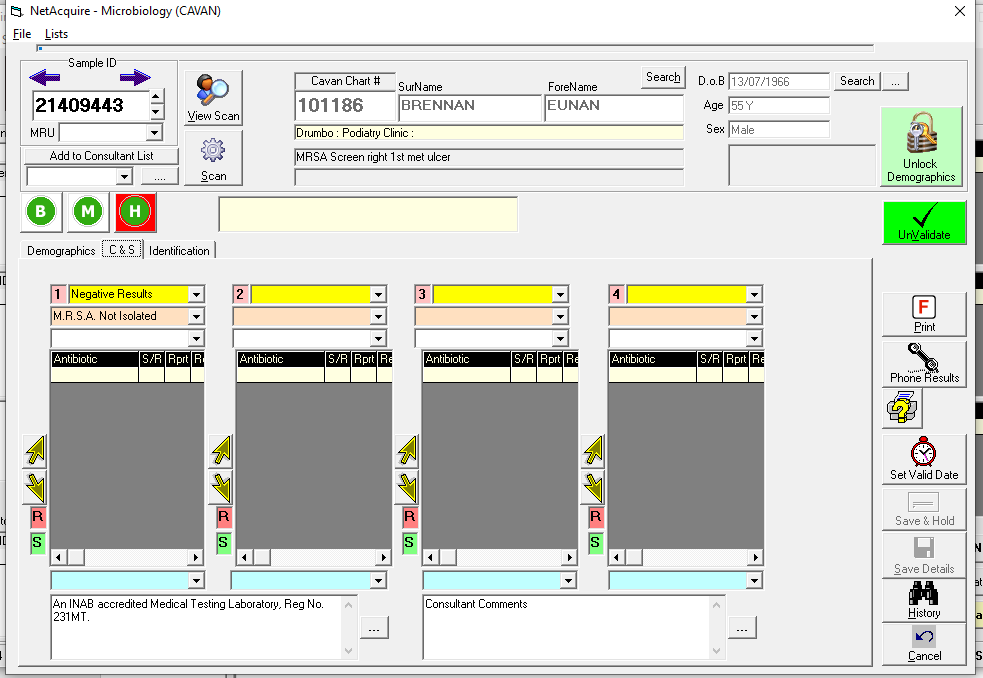 NetAcquire - Microbiology (CAVAN)
File Lists
Sample ID
21409443
MRU
Add to Consultant List
....
View Scan
Scan
Cavan Chart # SurName ForeName Search
101186 BRENNAN EUNAN
Drumbo : Podiatry Clinic :
MRSA Screen right 1st met ulcer
D.o.B 13/07/1966 Search ...
Age 55 Y
Sex Male
Unlock
Demographics
B M H
UnValidate
Demographics C & S Identification
1 Negative Results 2 3 4
M.R.S.A. Not Isolated
Antibiotic S/R Rprt Re Antibiotic S/R Rprt Re Antibiotic S/R Rprt Re Antibiotic S/R Rprt Re
R R R R
S S S S
An INAB accredited Medical Testing Laboratory, Reg No.
231MT.
...
Consultant Comments
...
F
Print
Phone Results
?
Set Valid Date
Save & Hold
Save Details
History
Cancel